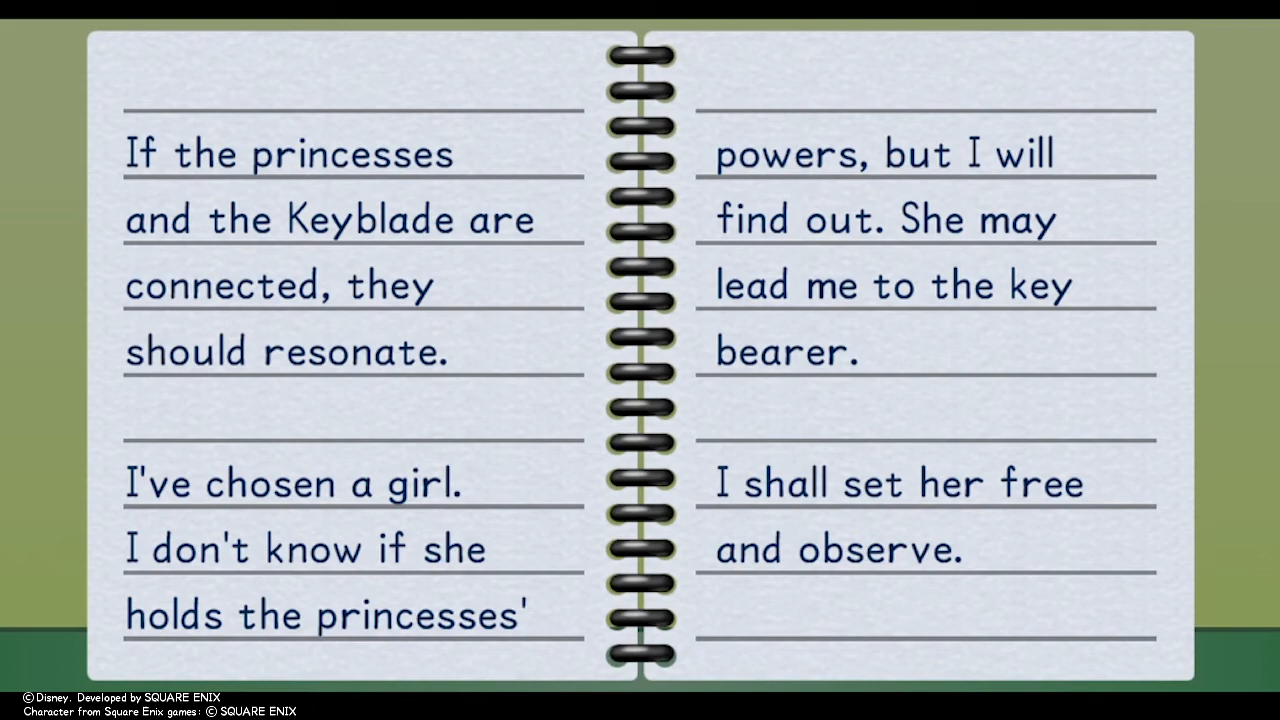 If the princesses
and the Keyblade are
connected, they
should resonate.
I've chosen a girl.
I don't know if she
holds the princesses'
powers, but I will
find out. She may
lead me to the key
bearer.
I shall set her free
and observe.
©Disney. Developed by SQUARE ENIX
Character from Square Enix games: © SQUARE ENIX